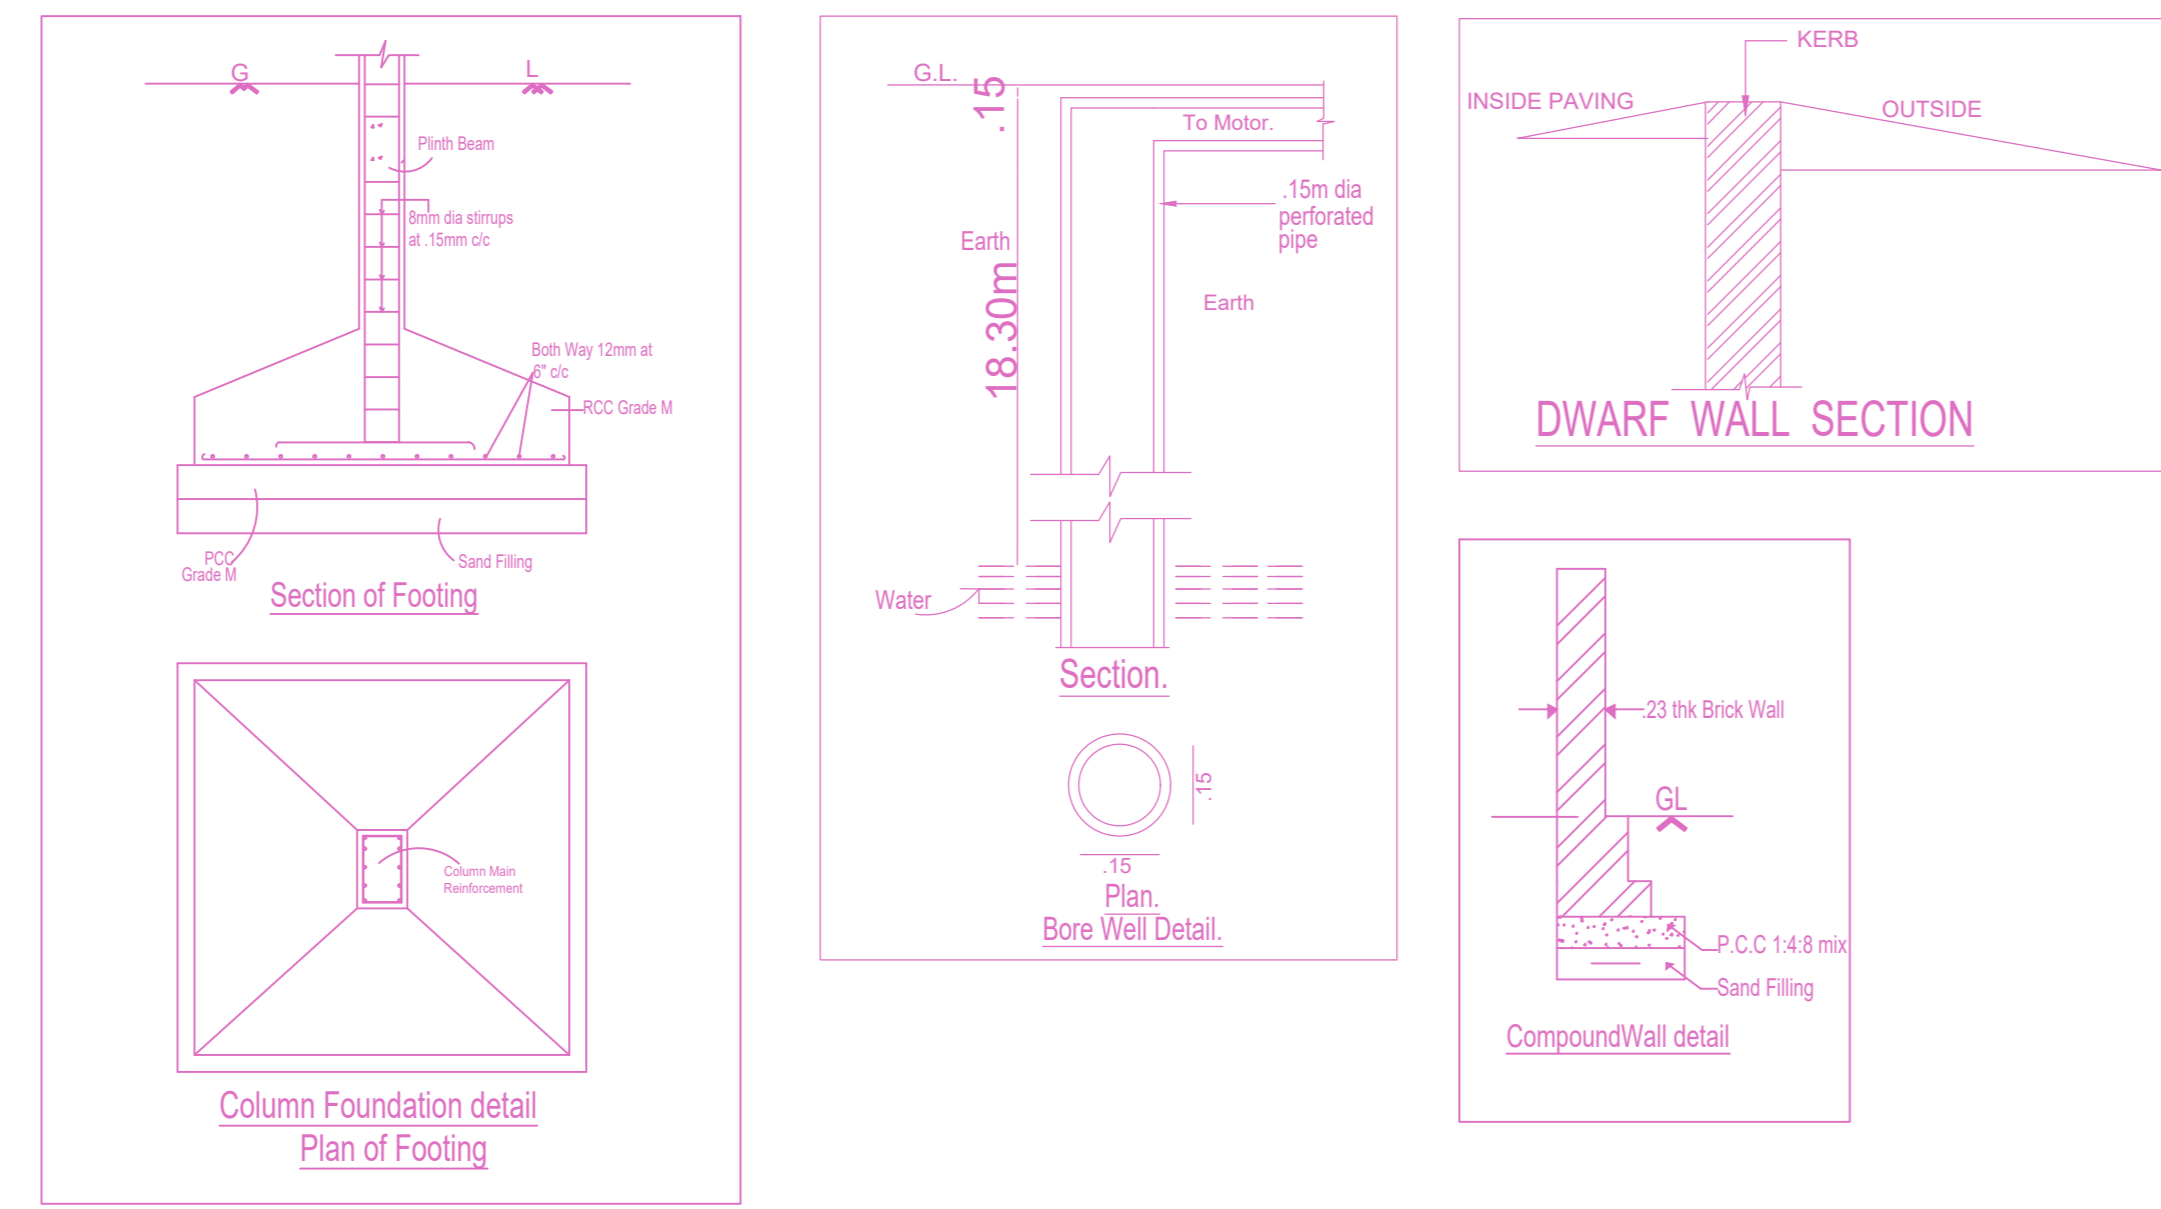 G
L
Plinth Beam
8mm dia stirrups
at .15mm c/c
Both Way 12mm at
6" c/c
RCC Grade M
PCC
Grade M
Sand Filling
Section of Footing
Column Main
Reinforcement
Column Foundation detail
Plan of Footing
G.L.
.15
To Motor.
.15m dia
perforated
pipe
Earth
18.30m
Earth
Water
Section.
.15
.15
Plan.
Bore Well Detail.
KERB
INSIDE PAVING
OUTSIDE
DWARF WALL SECTION
.23 thk Brick Wall
GL
P.C.C 1:4:8 mix
Sand Filling
CompoundWall detail